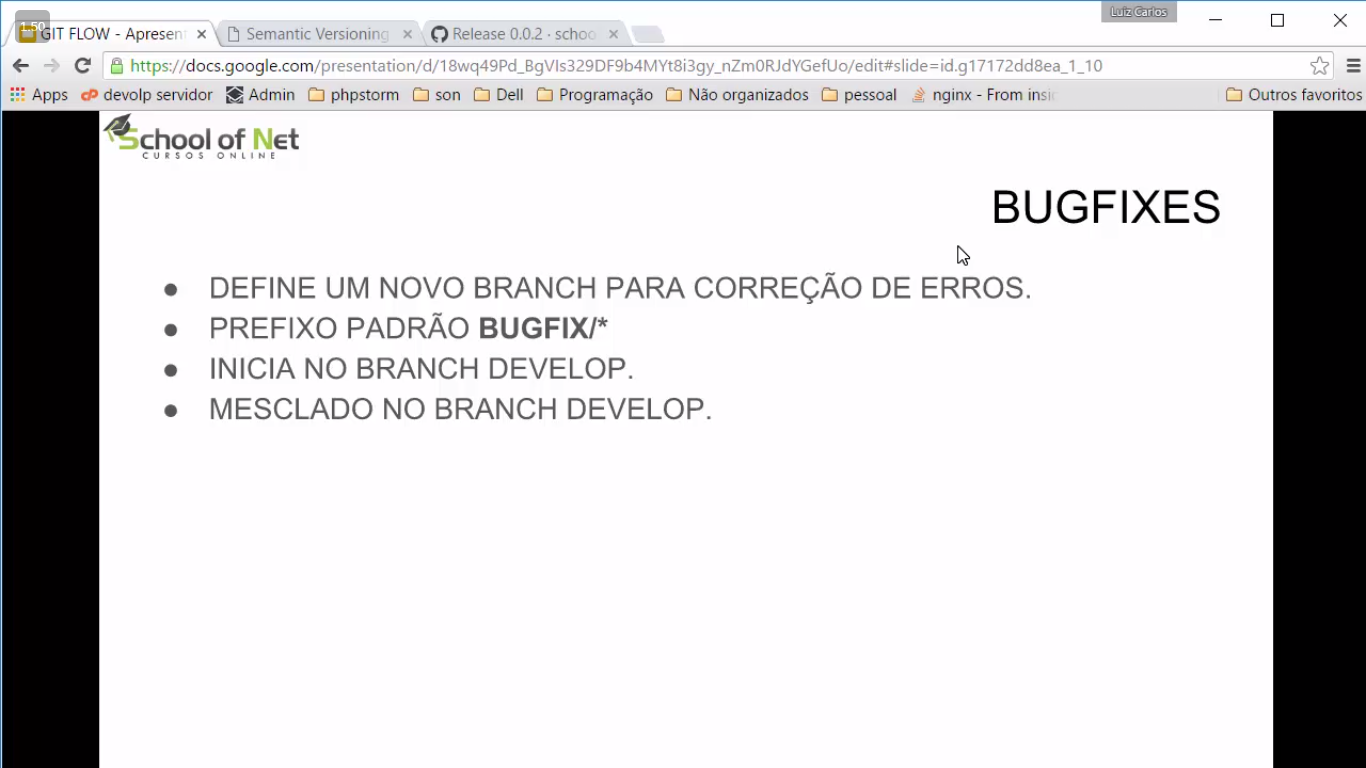 Luiz Carlos
1.50
GIT FLOW - Apresent
Semantic Versioning
Release 0.0.2 · schoo
https://docs.google.com/presentation/d/18wq49Pd_BgVIs329DF9b4MYt8i3gy_nZm0RJdYGefUo/edit#slide=id.g17172dd8ea_1_10
Apps devolp servidor Admin phpstorm son Dell Programação Não organizados pessoal nginx - From insid Outros favoritos
School of Net
CURSOS ONLINE
BUGFIXES
● DEFINE UM NOVO BRANCH PARA CORREÇÃO DE ERROS.
● PREFIXO PADRÃO BUGFIX/*
● INICIA NO BRANCH DEVELOP.
● MESCLADO NO BRANCH DEVELOP.